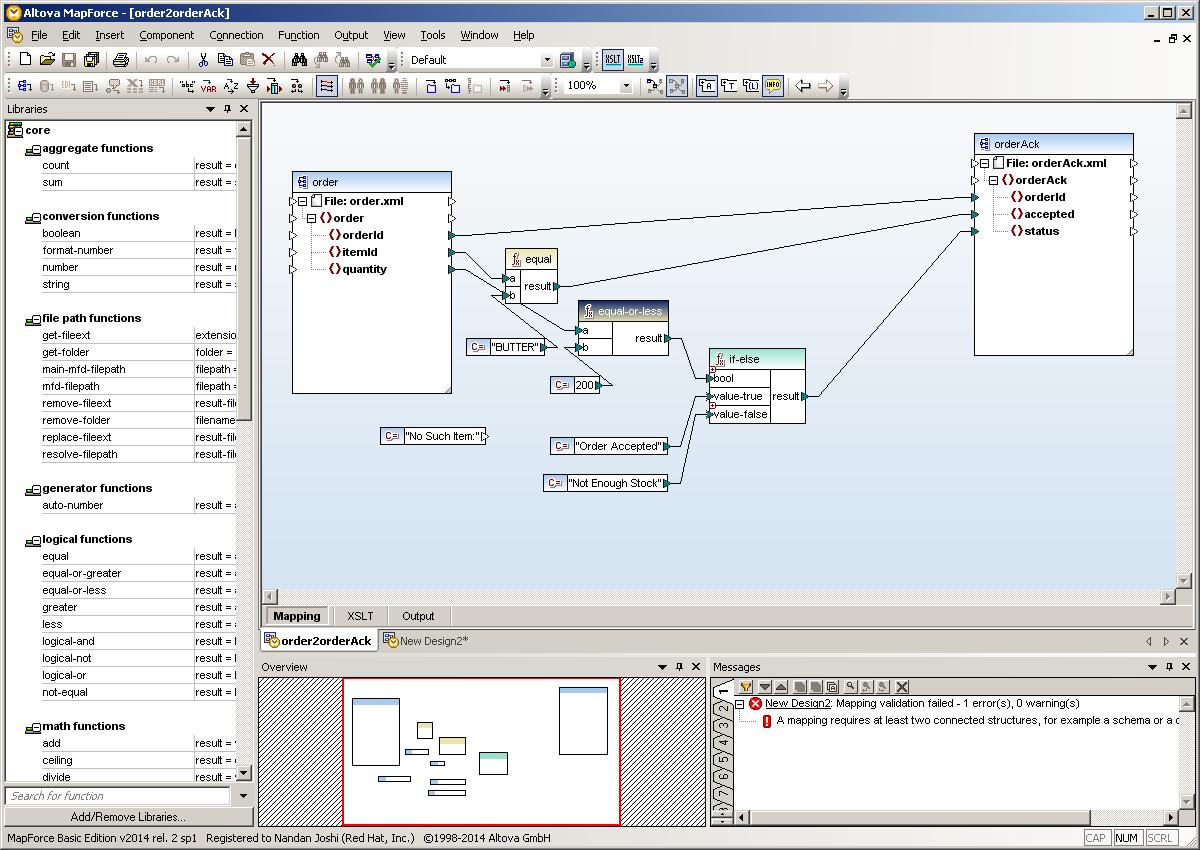 Altova MapForce - [order2orderAck]
File Edit Insert Component Connection Function Output View Tools Window Help
Default
XSLT XSLT2
VAR
100%
INFO
Libraries
core
aggregate functions
count result =
sum result =
conversion functions
boolean result =
format-number result =
number result =
string result =
file path functions
get-fileext extensio
get-folder folder =
main-mfd-filepath filepath =
mfd-filepath filepath =
remove-fileext result-file
remove-folder filename
replace-fileext result-file
resolve-filepath result-file
generator functions
auto-number result =
logical functions
equal result =
equal-or-greater result =
equal-or-less result =
greater result =
less result =
logical-and result =
logical-not result =
logical-or result =
not-equal result =
math functions
add result =
ceiling result =
divide result =
Search for function
Add/Remove Libraries...
order
File: order.xml
order
orderId
itemId
quantity
equal
a
b
result
equal-or-less
a
b
result
C= "BUTTER"
C= 200
if-else
bool
value-true
value-false
result
C= "No Such Item:"
C= "Order Accepted"
C= "Not Enough Stock"
orderAck
File: orderAck.xml
orderAck
orderId
accepted
status
Mapping XSLT Output
order2orderAck New Design2*
Overview
Messages
1
2
3
4
5
6
7
New Design2: Mapping validation failed - 1 error(s), 0 warning(s)
A mapping requires at least two connected structures, for example a schema or a
MapForce Basic Edition v2014 rel. 2 sp1 Registered to Nandan Joshi (Red Hat, Inc.) ©1998-2014 Altova GmbH
CAP NUM SCRL